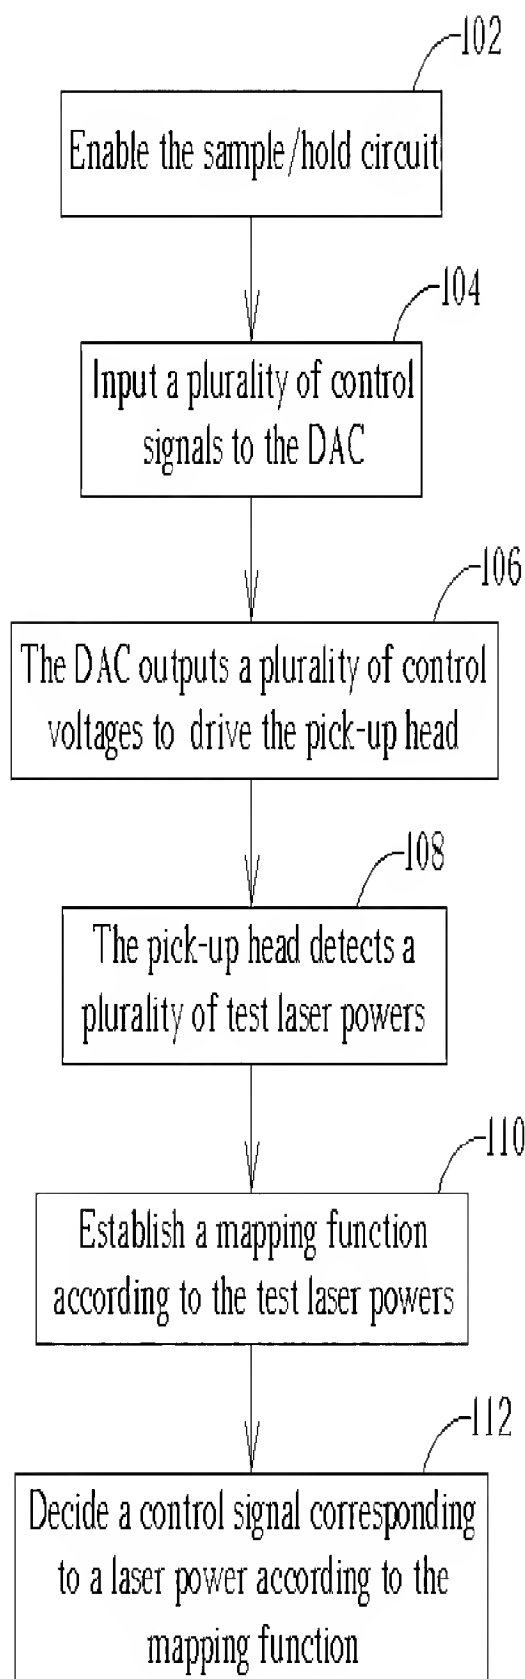 102
Enable the sample/hold circuit
104
Input a plurality of control
signals to the DAC
106
The DAC outputs a plurality of control
voltages to drive the pick-up head
108
The pick-up head detects a
plurality of test laser powers
110
Establish a mapping function
according to the test laser powers
112
Decide a control signal corresponding
to a laser power according to the
mapping function